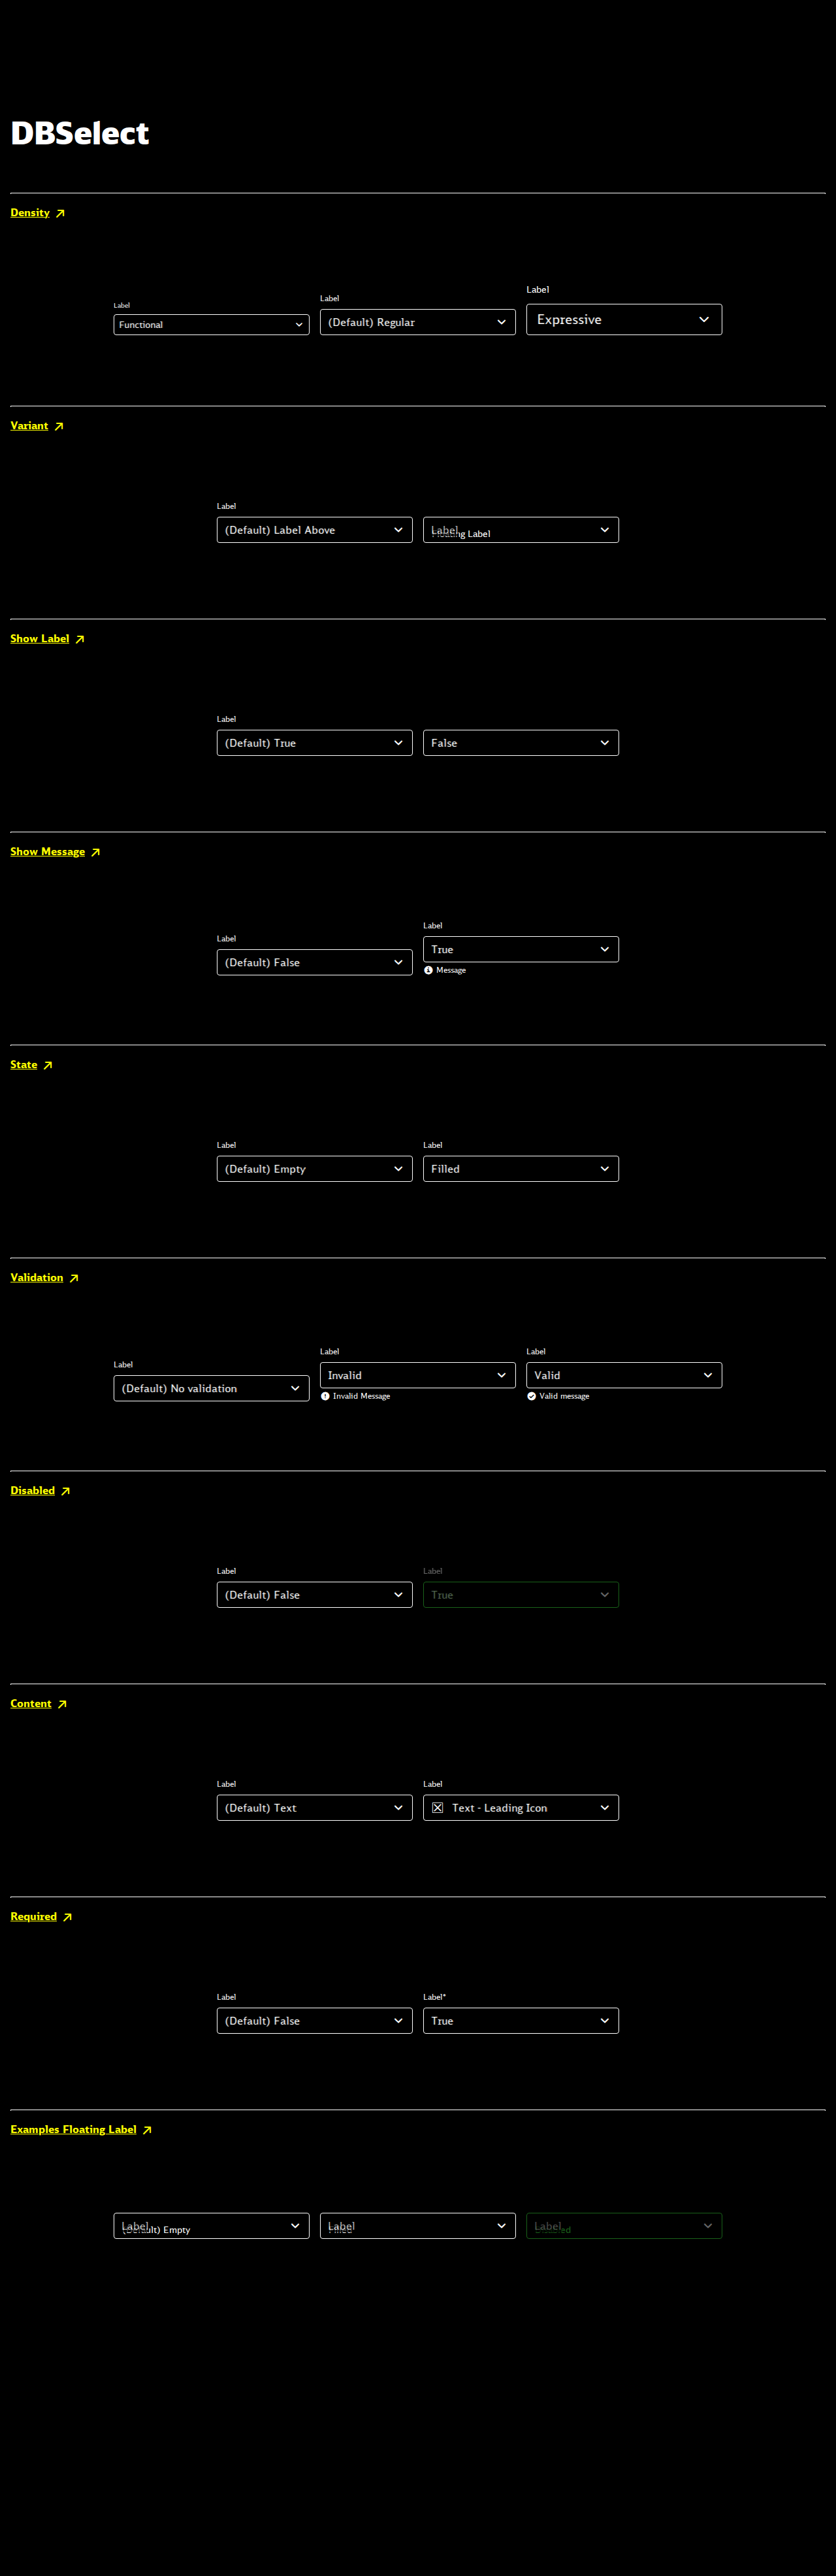 DBSelect
Density
Label
Label
Label
Functional
(Default) Regular
Expressive
Variant
Label
(Default) Label Above
Label
Floating Label
Show Label
Label
(Default) True
False
Show Message
Label
Label
(Default) False
True
Message
State
Label
Label
(Default) Empty
Filled
Validation
Label
Label
Label
(Default) No validation
Invalid
Valid
Invalid Message
Valid message
Disabled
Label
Label
(Default) False
True
Content
Label
Label
(Default) Text
Text - Leading Icon
Required
Label
Label*
(Default) False
True
Examples Floating Label
Label
(Default) Empty
Label
Filled
Label
Disabled